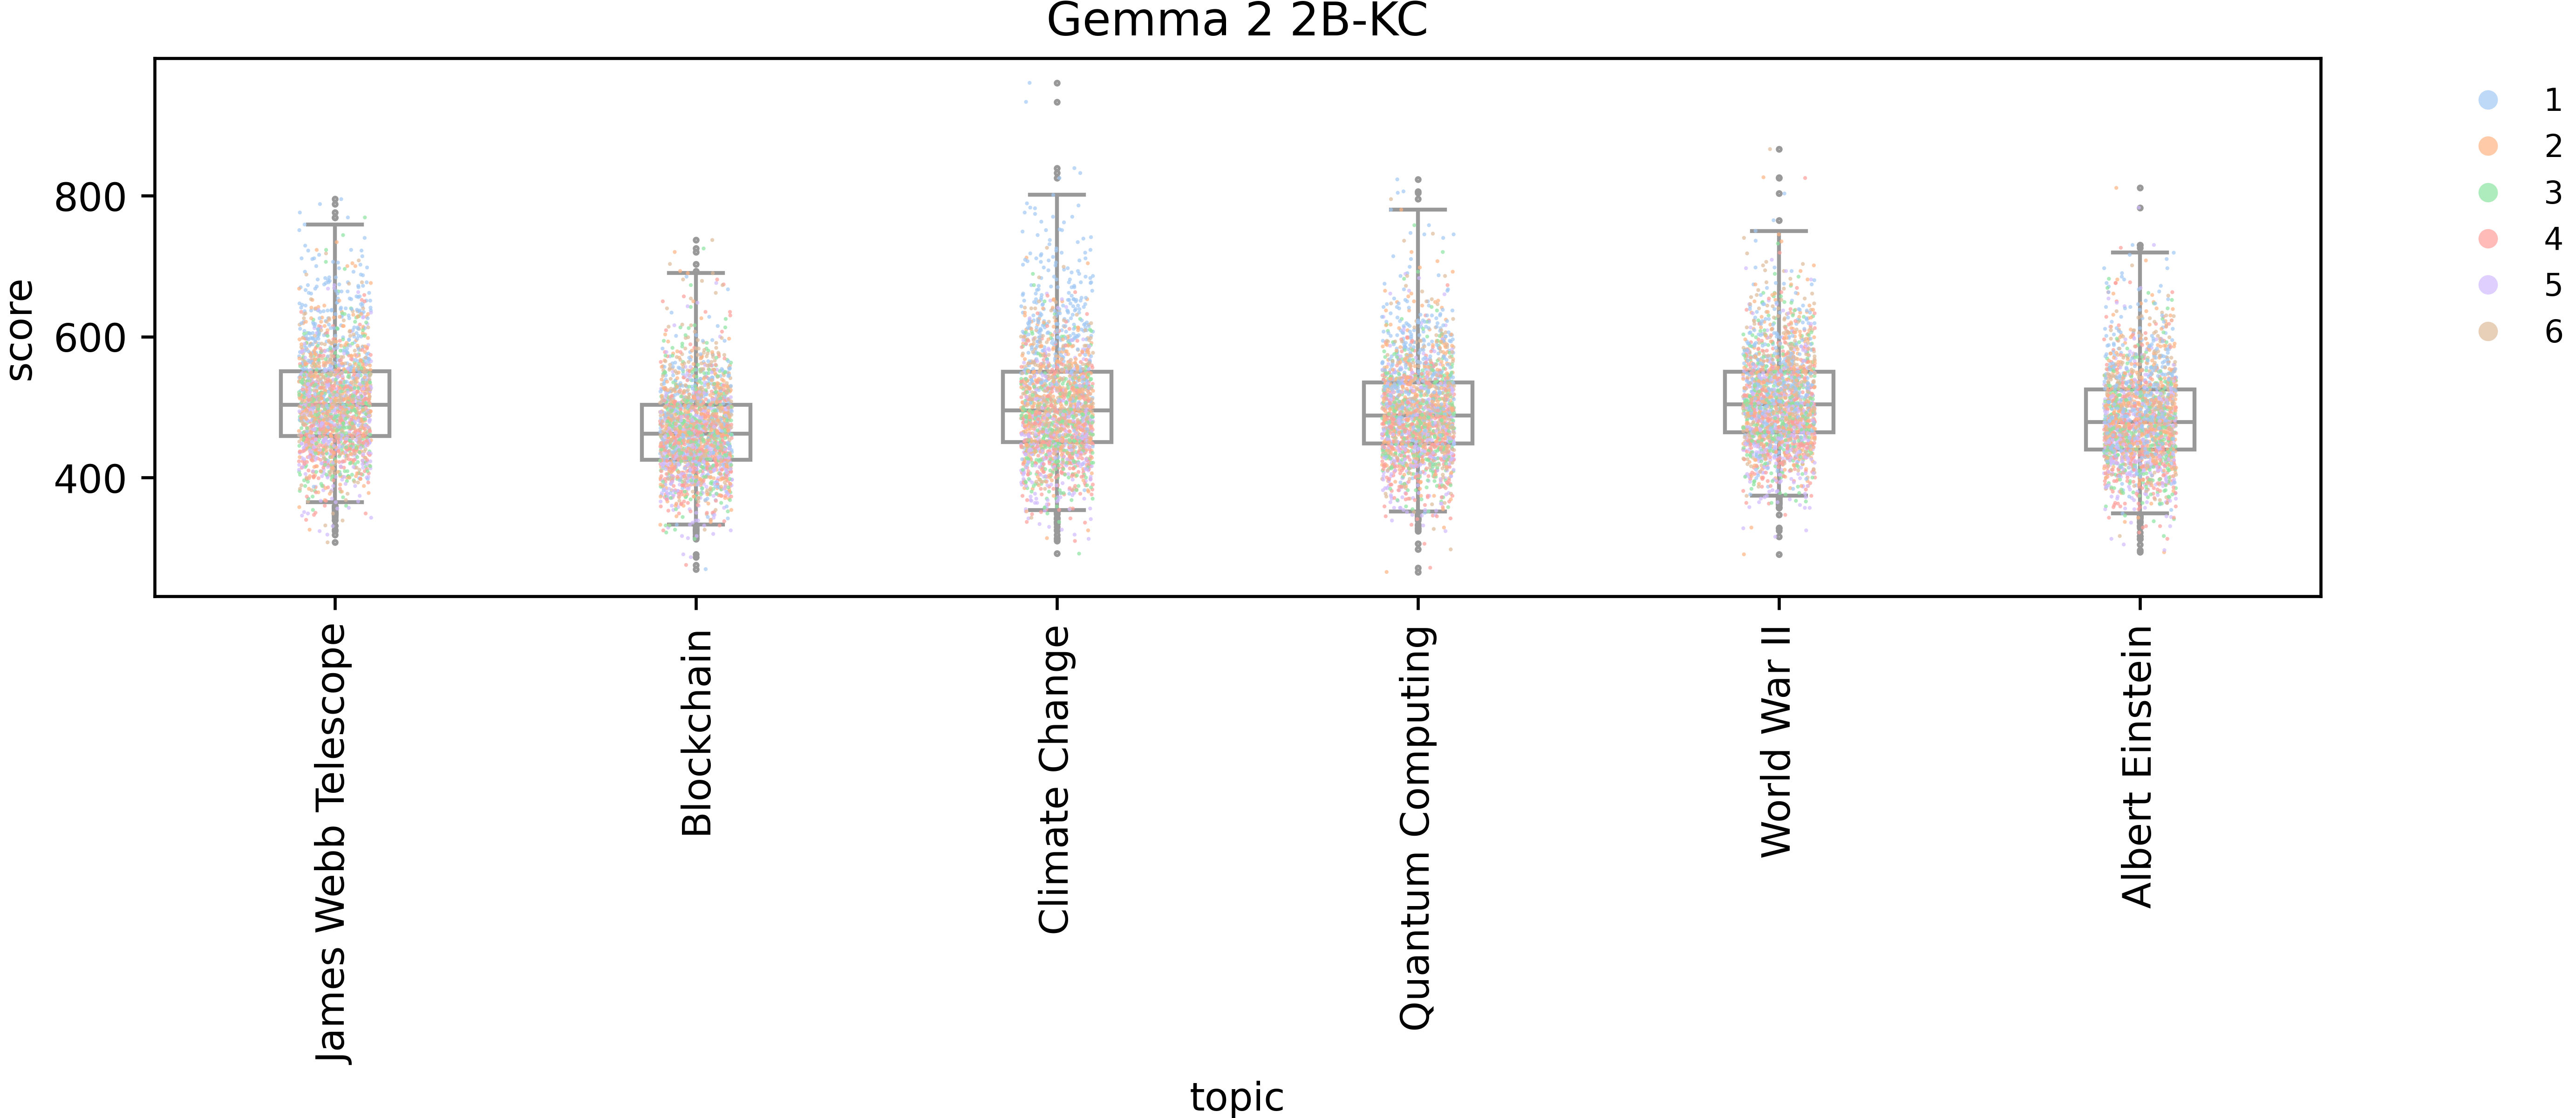 Gemma 2 2B-KC
score
800
600
400
James Webb Telescope
Blockchain
Climate Change
Quantum Computing
World War II
Albert Einstein
topic
1
2
3
4
5
6